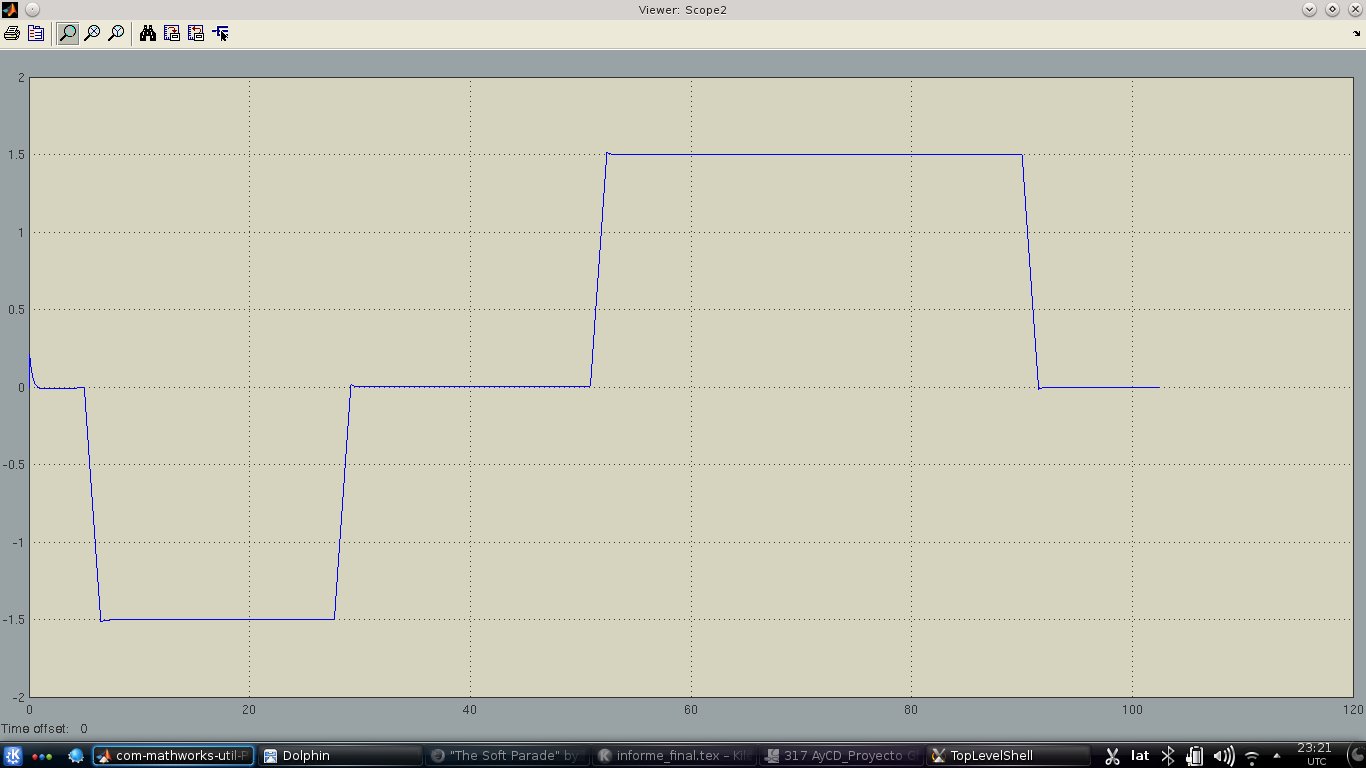 Viewer: Scope2
2
1.5
1
0.5
0
-0.5
-1
-1.5
-2
0 20 40 60 80 100 120
Time offset: 0
com-mathworks-util-P
Dolphin
"The Soft Parade" by
informe_final.tex – Kile
317 AyCD_Proyecto G
TopLevelShell
lat
23:21
UTC